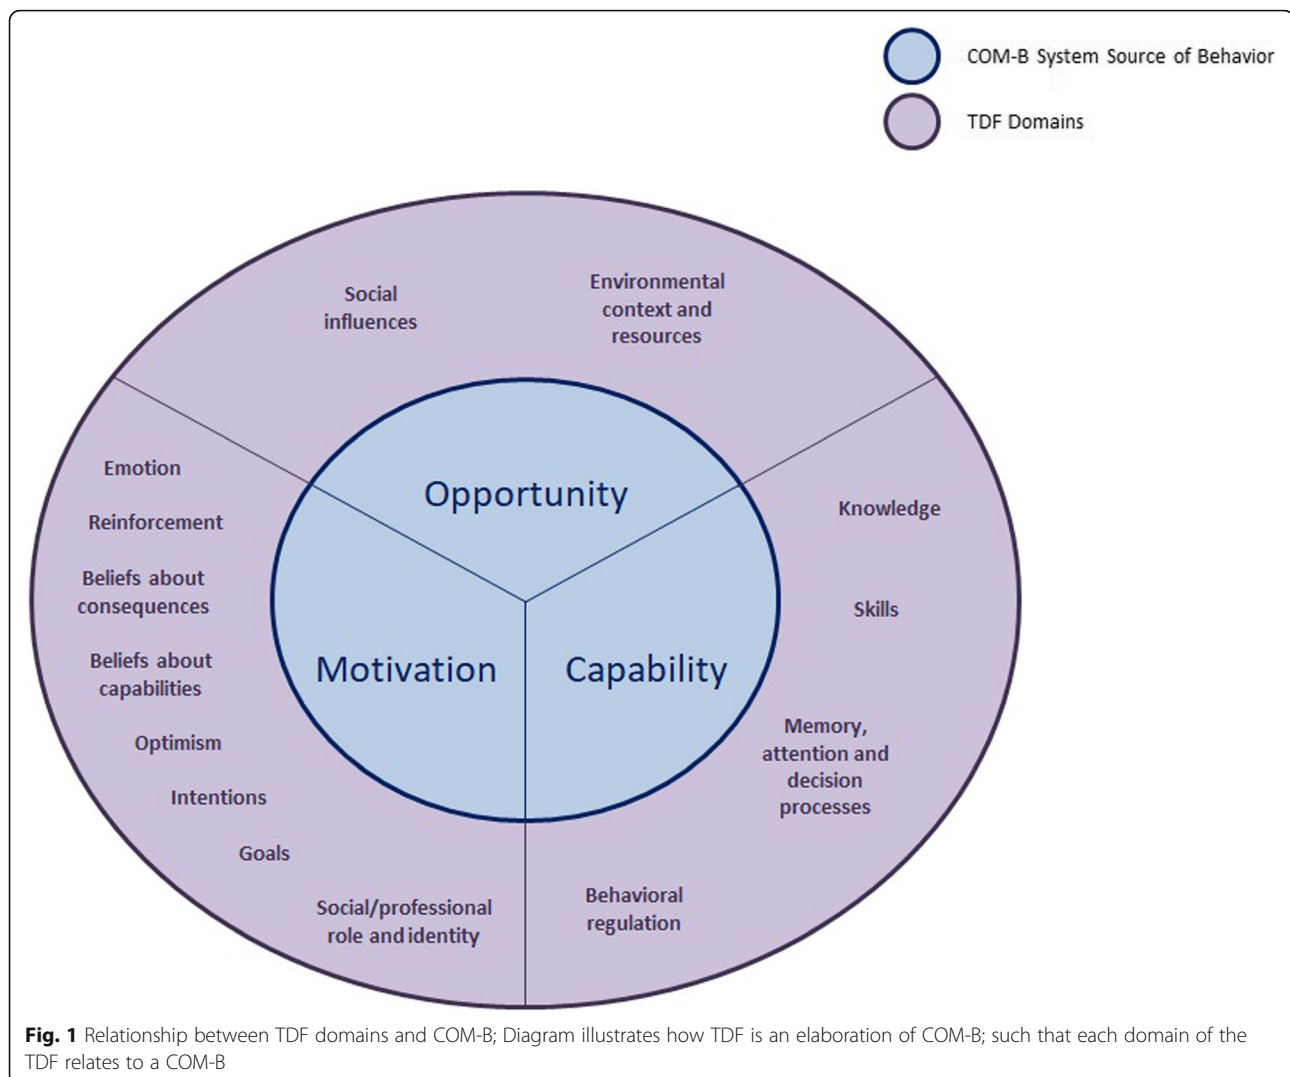 COM-B System Source of Behavior
TDF Domains
Social
influences
Environmental
context and
resources
Emotion
Reinforcement
Beliefs about
consequences
Beliefs about
capabilities
Optimism
Intentions
Goals
Social/professional
role and identity
Opportunity
Motivation
Capability
Knowledge
Skills
Memory,
attention and
decision
processes
Behavioral
regulation
Fig. 1 Relationship between TDF domains and COM-B; Diagram illustrates how TDF is an elaboration of COM-B; such that each domain of the
TDF relates to a COM-B